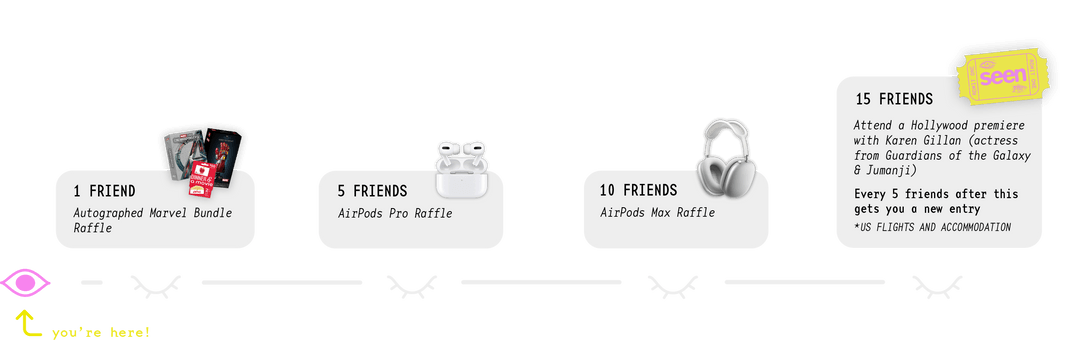 1 FRIEND
Autographed Marvel Bundle
Raffle
5 FRIENDS
AirPods Pro Raffle
10 FRIENDS
AirPods Max Raffle
seen
15 FRIENDS
Attend a Hollywood premiere
with Karen Gillan (actress
from Guardians of the Galaxy
& Jumanji)
Every 5 friends after this
gets you a new entry
*US FLIGHTS AND ACCOMMODATION
you're here!